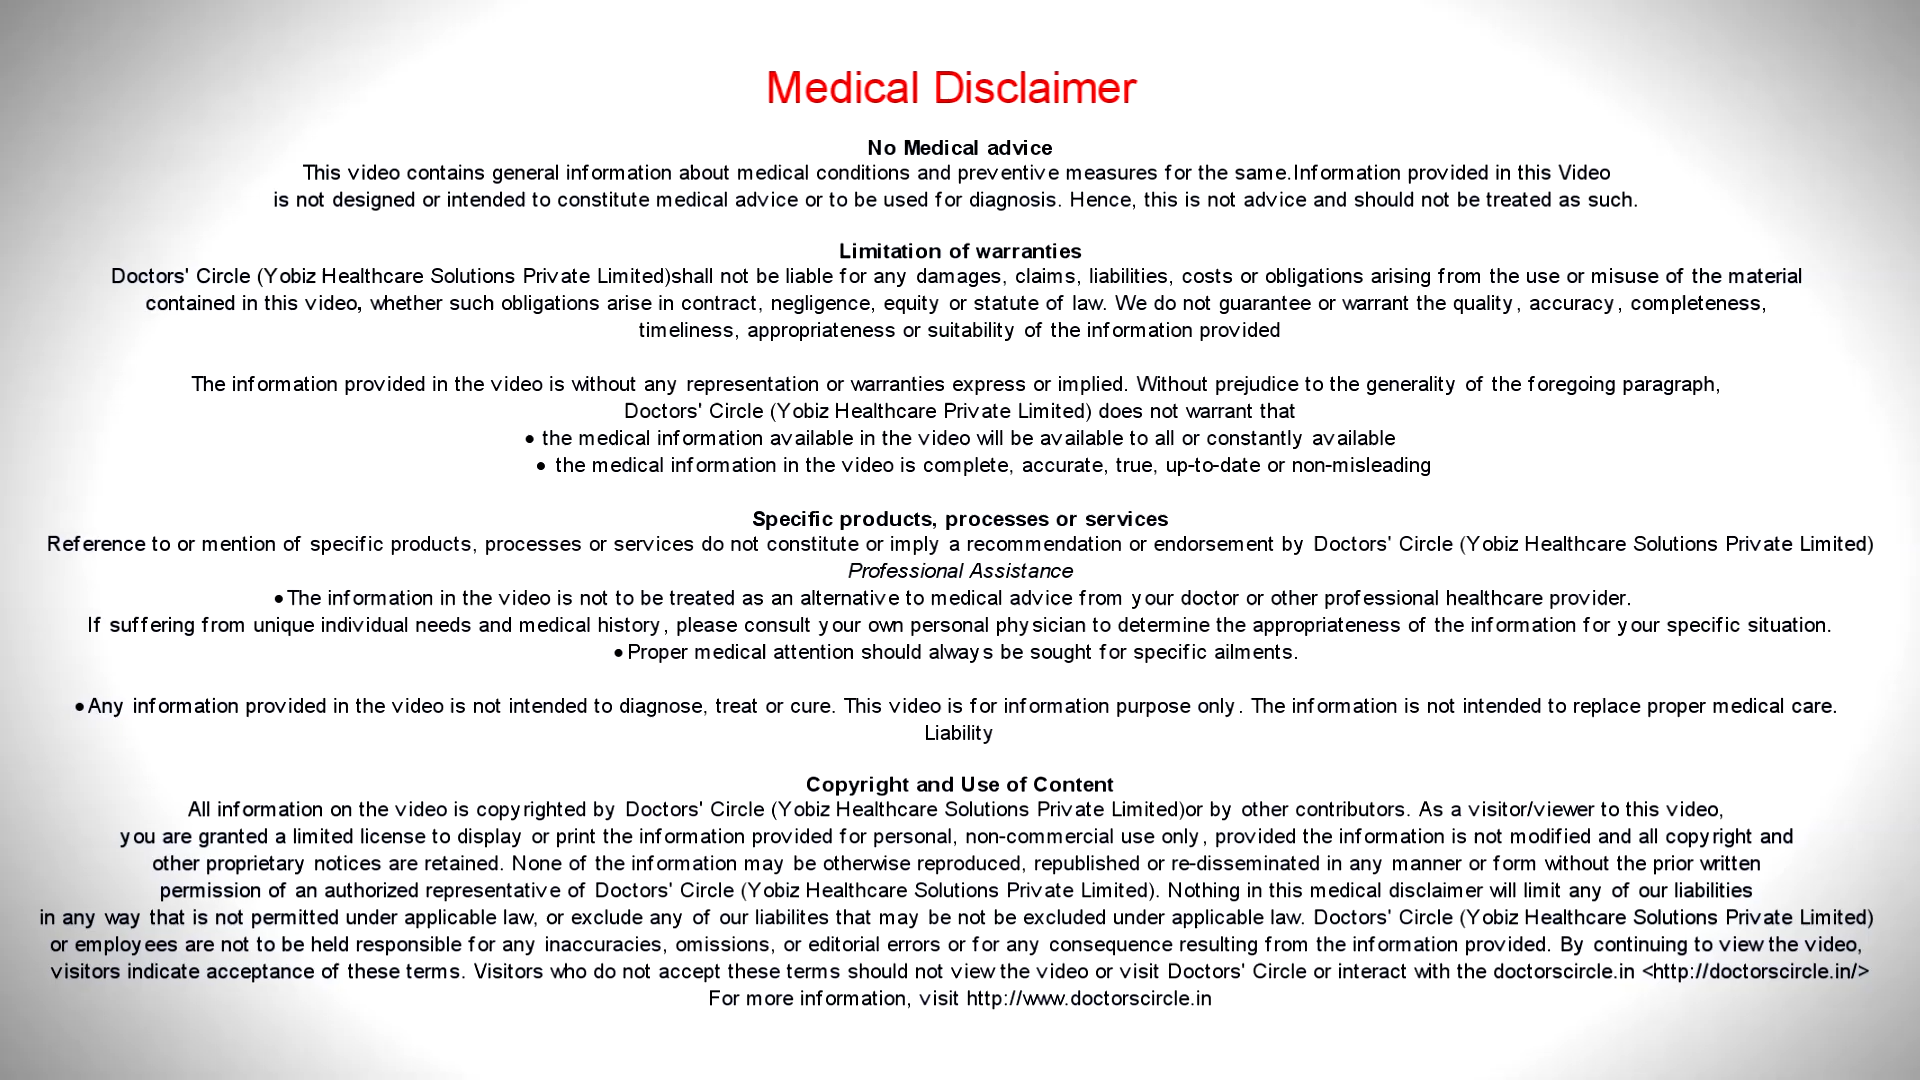 Medical Disclaimer
No Medical advice
This video contains general information about medical conditions and preventive measures for the same.Information provided in this Video
is not designed or intended to constitute medical advice or to be used for diagnosis. Hence, this is not advice and should not be treated as such.
Limitation of warranties
Doctors' Circle (Yobiz Healthcare Solutions Private Limited)shall not be liable for any damages, claims, liabilities, costs or obligations arising from the use or misuse of the material
contained in this video, whether such obligations arise in contract, negligence, equity or statute of law. We do not guarantee or warrant the quality, accuracy, completeness,
timeliness, appropriateness or suitability of the information provided
The information provided in the video is without any representation or warranties express or implied. Without prejudice to the generality of the foregoing paragraph,
Doctors' Circle (Yobiz Healthcare Private Limited) does not warrant that
• the medical information available in the video will be available to all or constantly available
• the medical information in the video is complete, accurate, true, up-to-date or non-misleading
Specific products, processes or services
Reference to or mention of specific products, processes or services do not constitute or imply a recommendation or endorsement by Doctors' Circle (Yobiz Healthcare Solutions Private Limited)
Professional Assistance
•The information in the video is not to be treated as an alternative to medical advice from your doctor or other professional healthcare provider.
If suffering from unique individual needs and medical history, please consult your own personal physician to determine the appropriateness of the information for your specific situation.
•Proper medical attention should always be sought for specific ailments.
•Any information provided in the video is not intended to diagnose, treat or cure. This video is for information purpose only. The information is not intended to replace proper medical care.
Liability
Copyright and Use of Content
All information on the video is copyrighted by Doctors' Circle (Yobiz Healthcare Solutions Private Limited)or by other contributors. As a visitor/viewer to this video,
you are granted a limited license to display or print the information provided for personal, non-commercial use only, provided the information is not modified and all copyright and
other proprietary notices are retained. None of the information may be otherwise reproduced, republished or re-disseminated in any manner or form without the prior written
permission of an authorized representative of Doctors' Circle (Yobiz Healthcare Solutions Private Limited). Nothing in this medical disclaimer will limit any of our liabilities
in any way that is not permitted under applicable law, or exclude any of our liabilites that may be not be excluded under applicable law. Doctors' Circle (Yobiz Healthcare Solutions Private Limited)
or employees are not to be held responsible for any inaccuracies, omissions, or editorial errors or for any consequence resulting from the information provided. By continuing to view the video,
visitors indicate acceptance of these terms. Visitors who do not accept these terms should not view the video or visit Doctors' Circle or interact with the doctorscircle.in <http://doctorscircle.in/>
For more information, visit http://www.doctorscircle.in